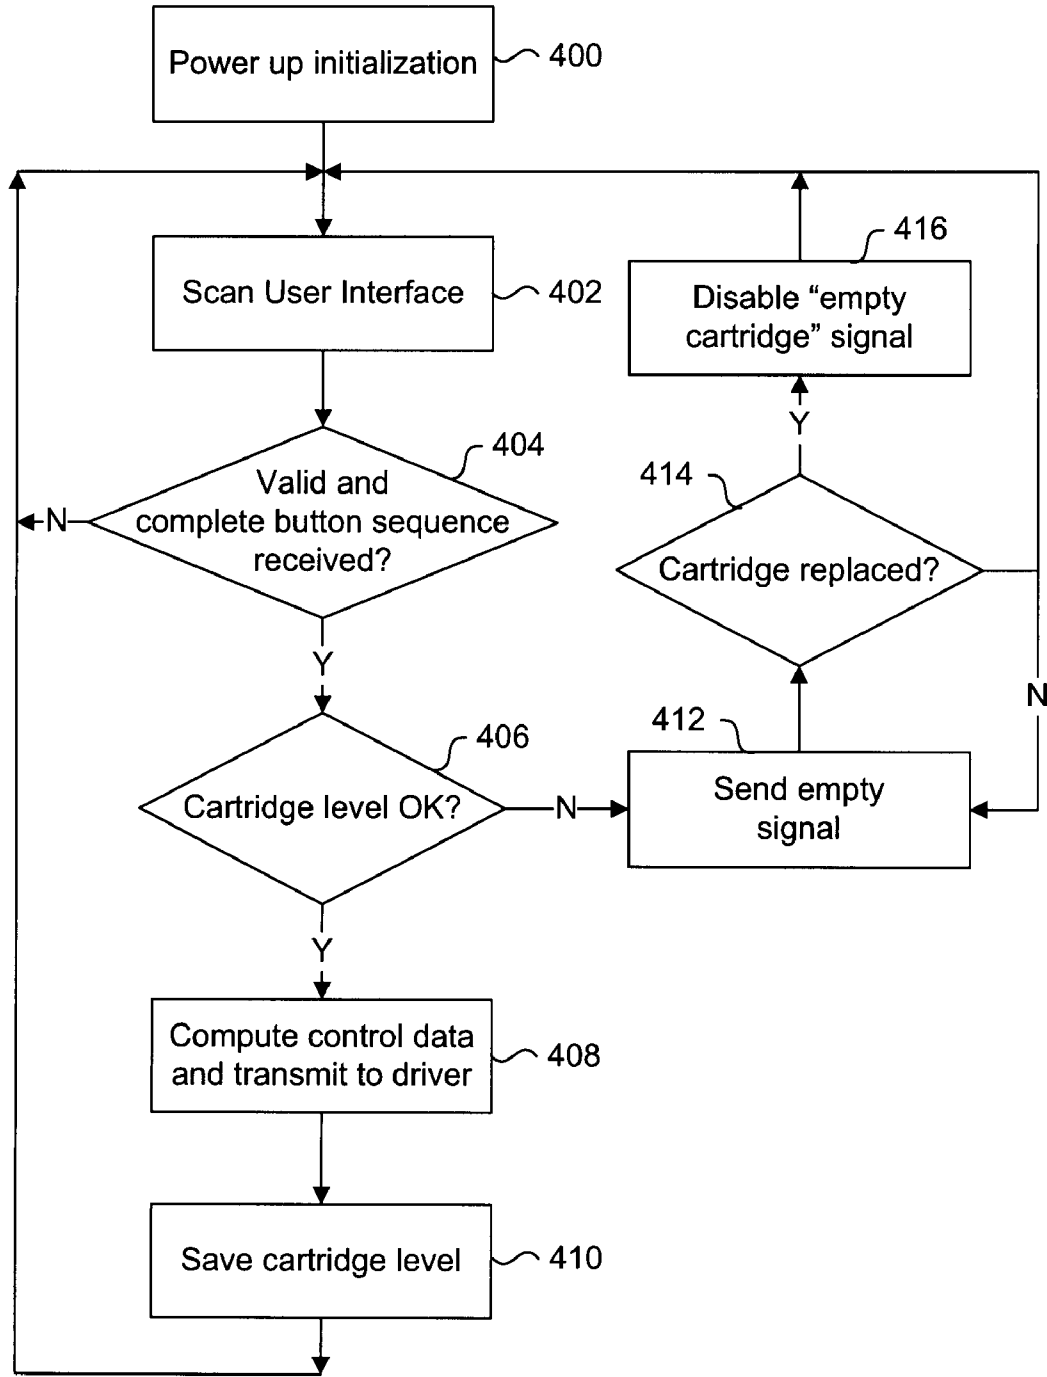 Power up initialization
400
Scan User Interface
402
416
Disable “empty
cartridge” signal
Y
404
Valid and
complete button sequence
received?
N
414
Cartridge replaced?
Y
N
406
Cartridge level OK?
N
412
Send empty
signal
Y
Compute control data
and transmit to driver
408
Save cartridge level
410